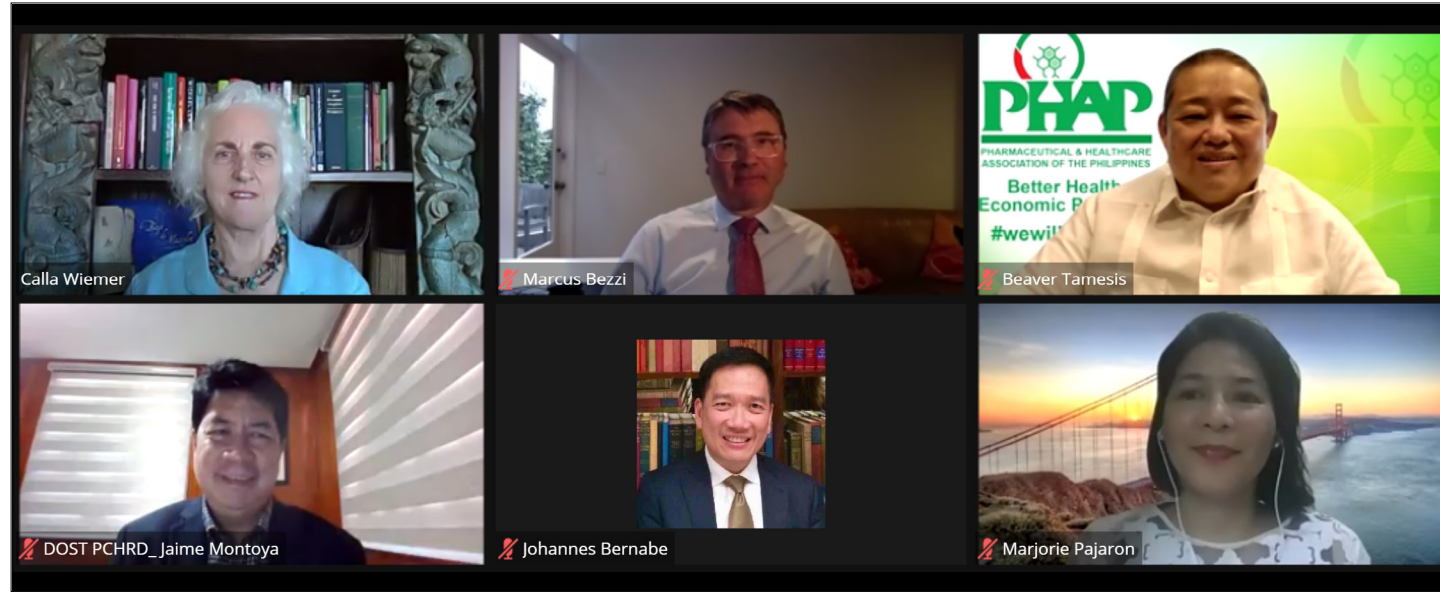 Calla Wiemer
Marcus Bezzi
PHAP
PHARMACEUTICAL & HEALTHCARE
ASSOCIATION OF THE PHILIPPINES
Better Health
Economic
#wewil
Beaver Tamesis
DOST PCHRD_ Jaime Montoya
Johannes Bernabe
Marjorie Pajaron